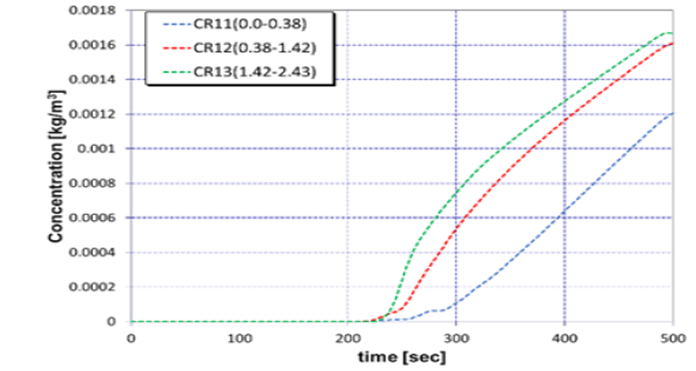 0.0018
0.0016
0.0014
0.0012
0.001
0.0008
0.0006
0.0004
0.0002
0
Concentration [kg/m³]
CR11(0.0-0.38)
CR12(0.38-1.42)
CR13(1.42-2.43)
0 100 200 300 400 500
time [sec]